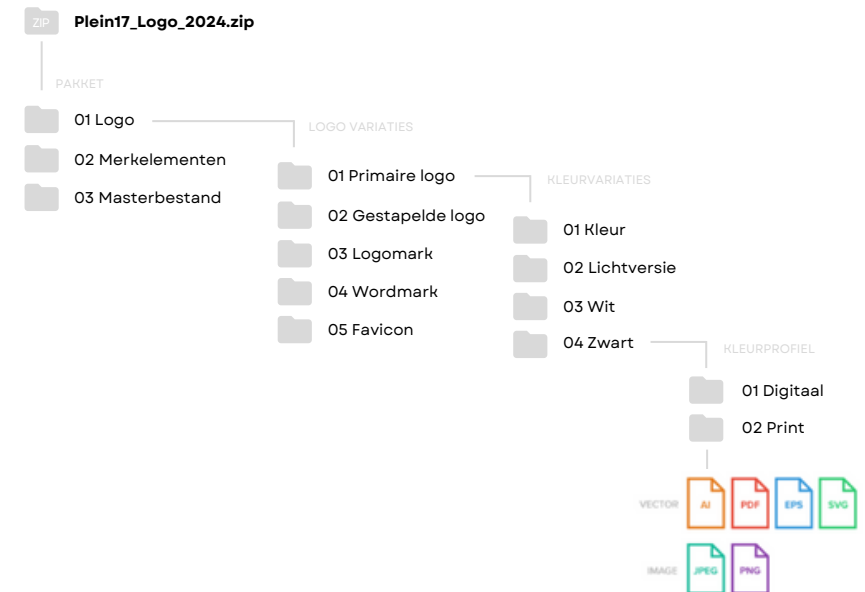 ZIP Plein17_Logo_2024.zip
PAKKET
01 Logo
02 Merkelementen
03 Masterbestand
LOGO VARIATIES
01 Primaire logo
02 Gestapelde logo
03 Logomark
04 Wordmark
05 Favicon
KLEURVARIATIES
01 Kleur
02 Lichtversie
03 Wit
04 Zwart
KLEURPROFIEL
01 Digitaal
02 Print
VECTOR AI PDF EPS SVG
IMAGE JPEG PNG